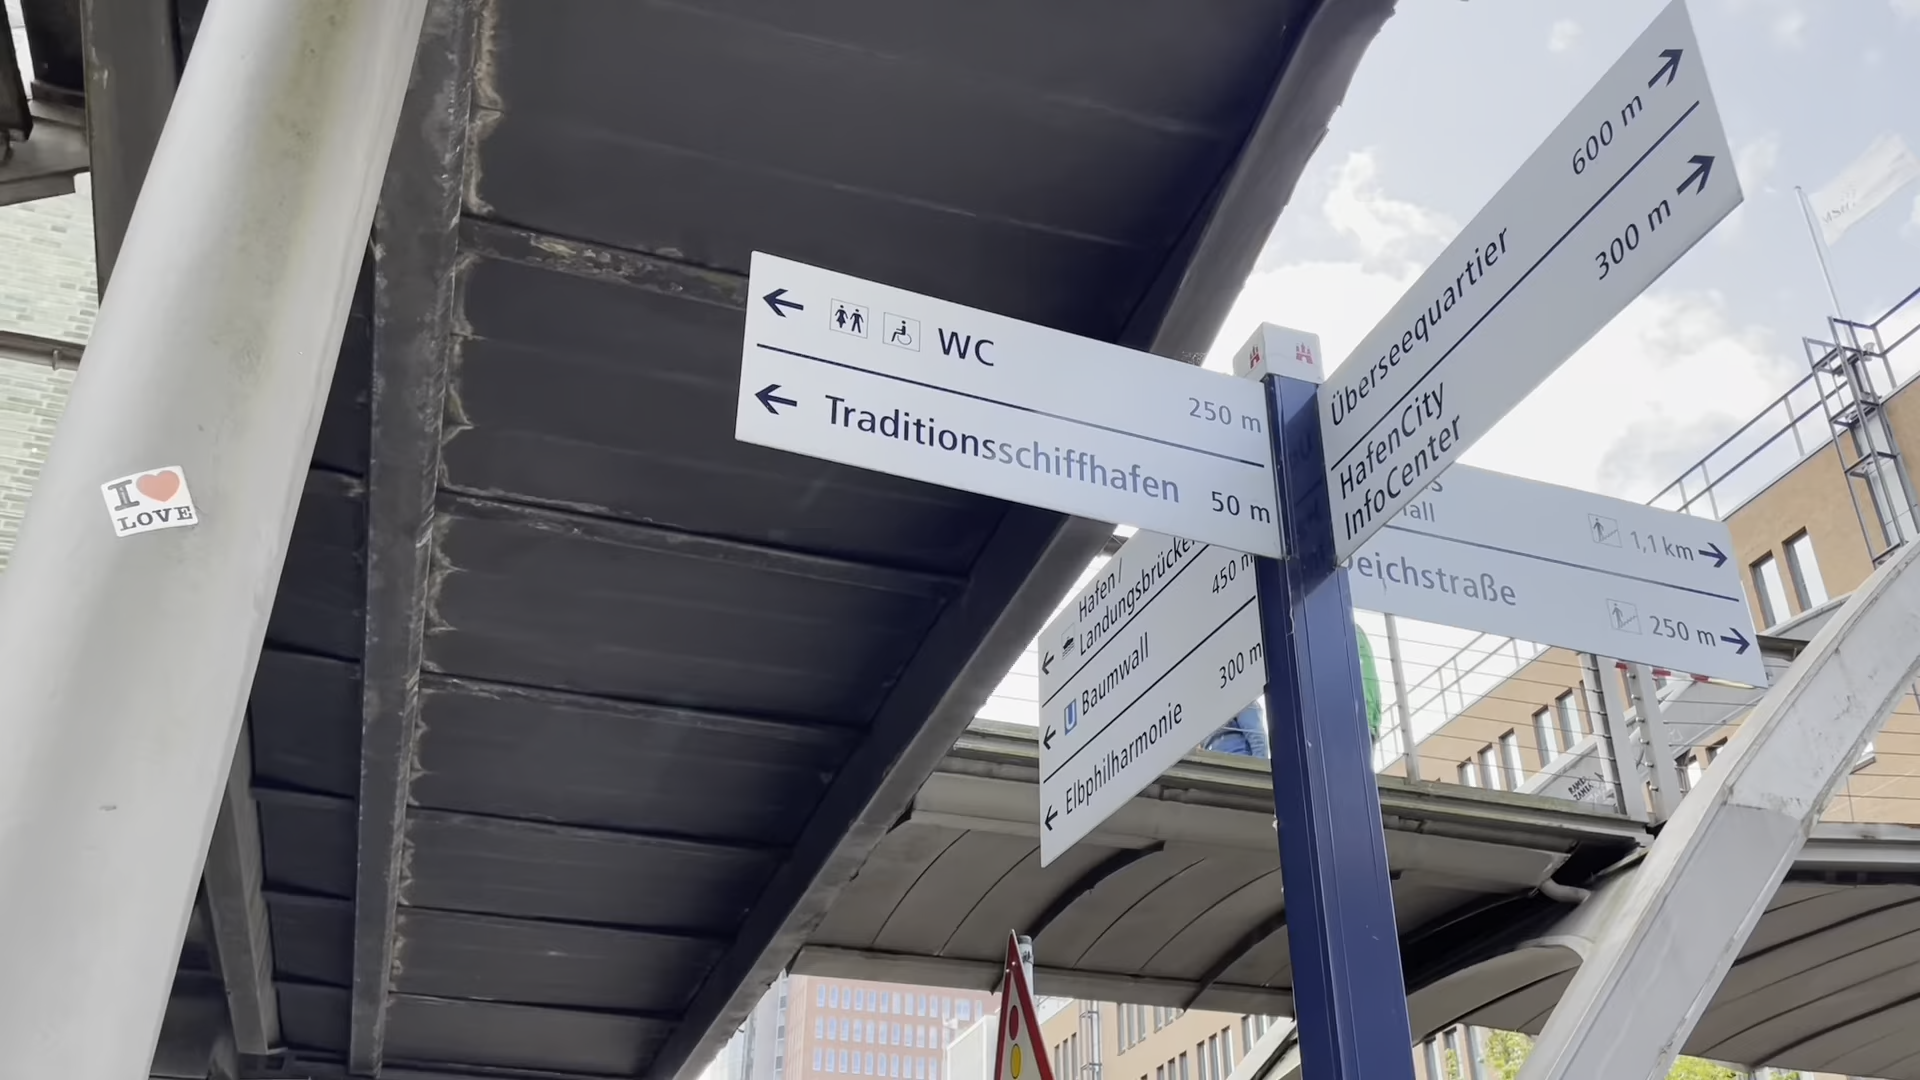 I
LOVE
WC
250 m
Traditionsschiffhafen
50 m
600 m
Überseequartier
300 m
HafenCity
InfoCenter
1,1 km
eichstraße
250 m
Hafen/
Landungsbrücken
450 m
U Baumwall
300 m
Elbphilharmonie